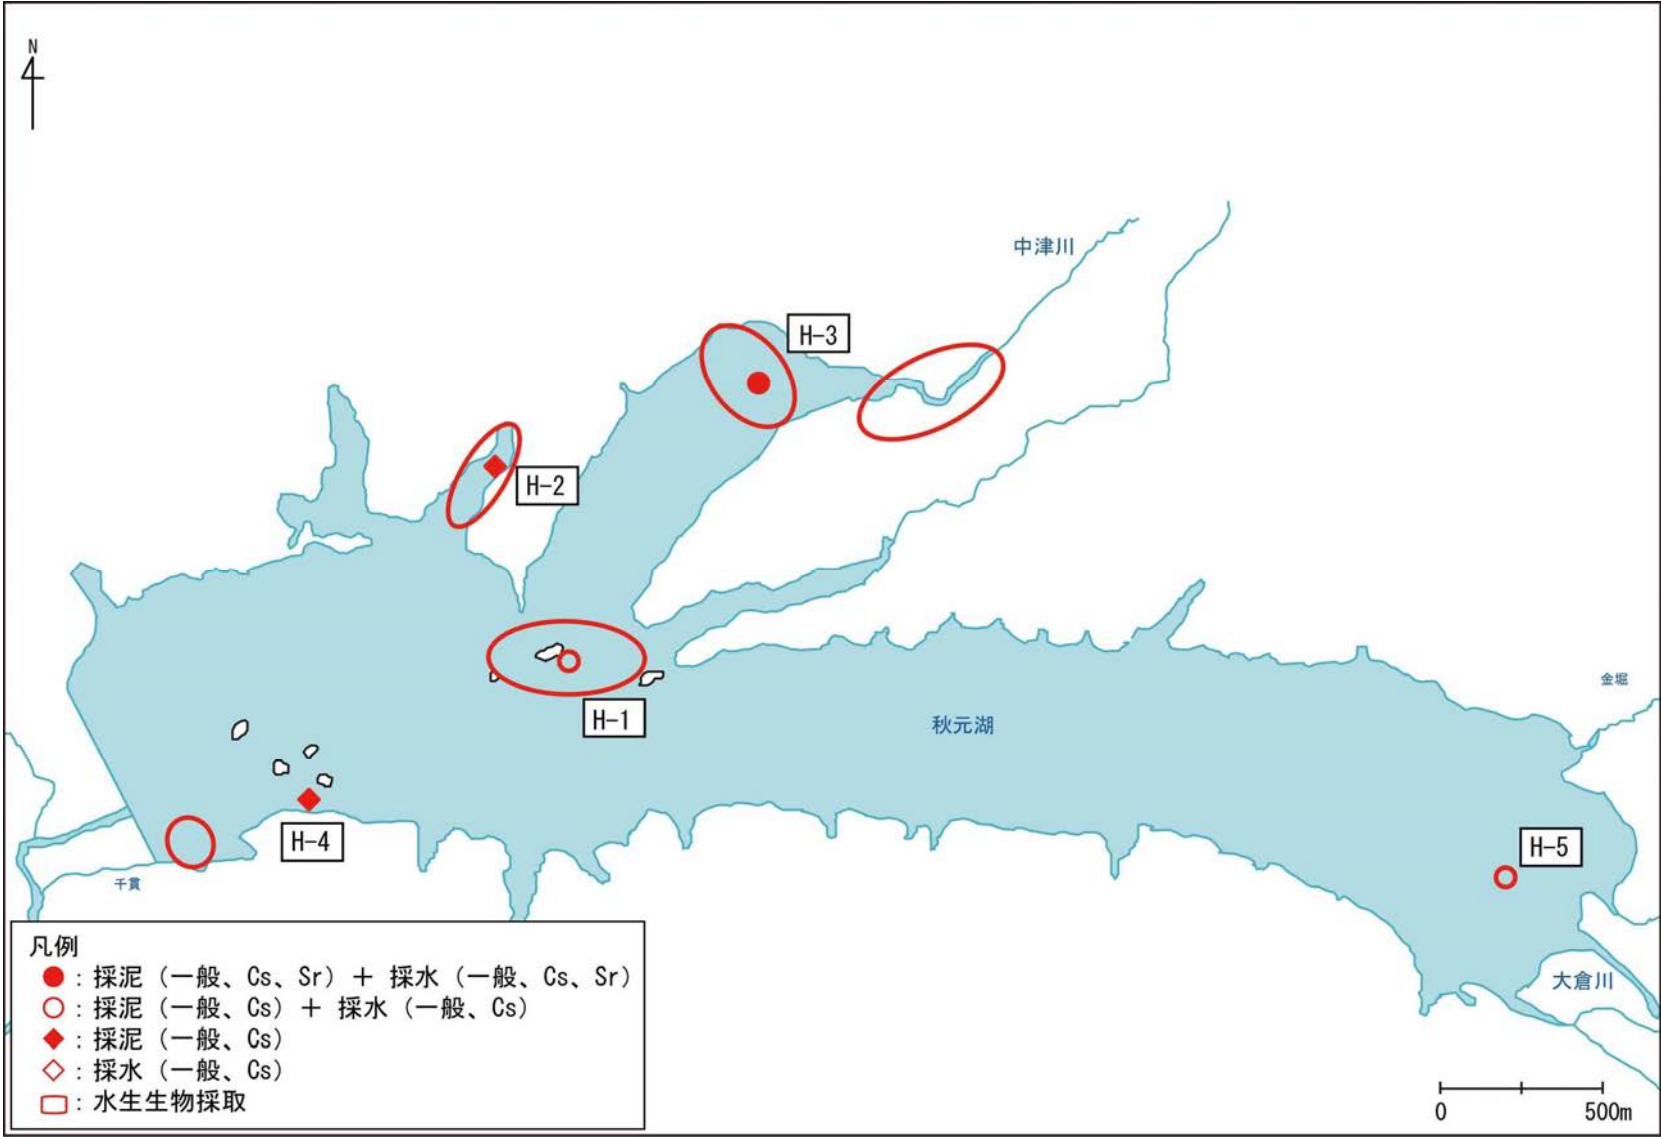 N
中津川
H-3
H-2
金堀
H-1
秋元湖
H-4
H-5
千貫
大倉川
凡例
：採泥（一般、Cs、Sr）＋ 採水（一般、Cs、Sr）
：採泥（一般、Cs）＋ 採水（一般、Cs）
：採泥（一般、Cs）
：採水（一般、Cs）
：水生生物採取
0 500m